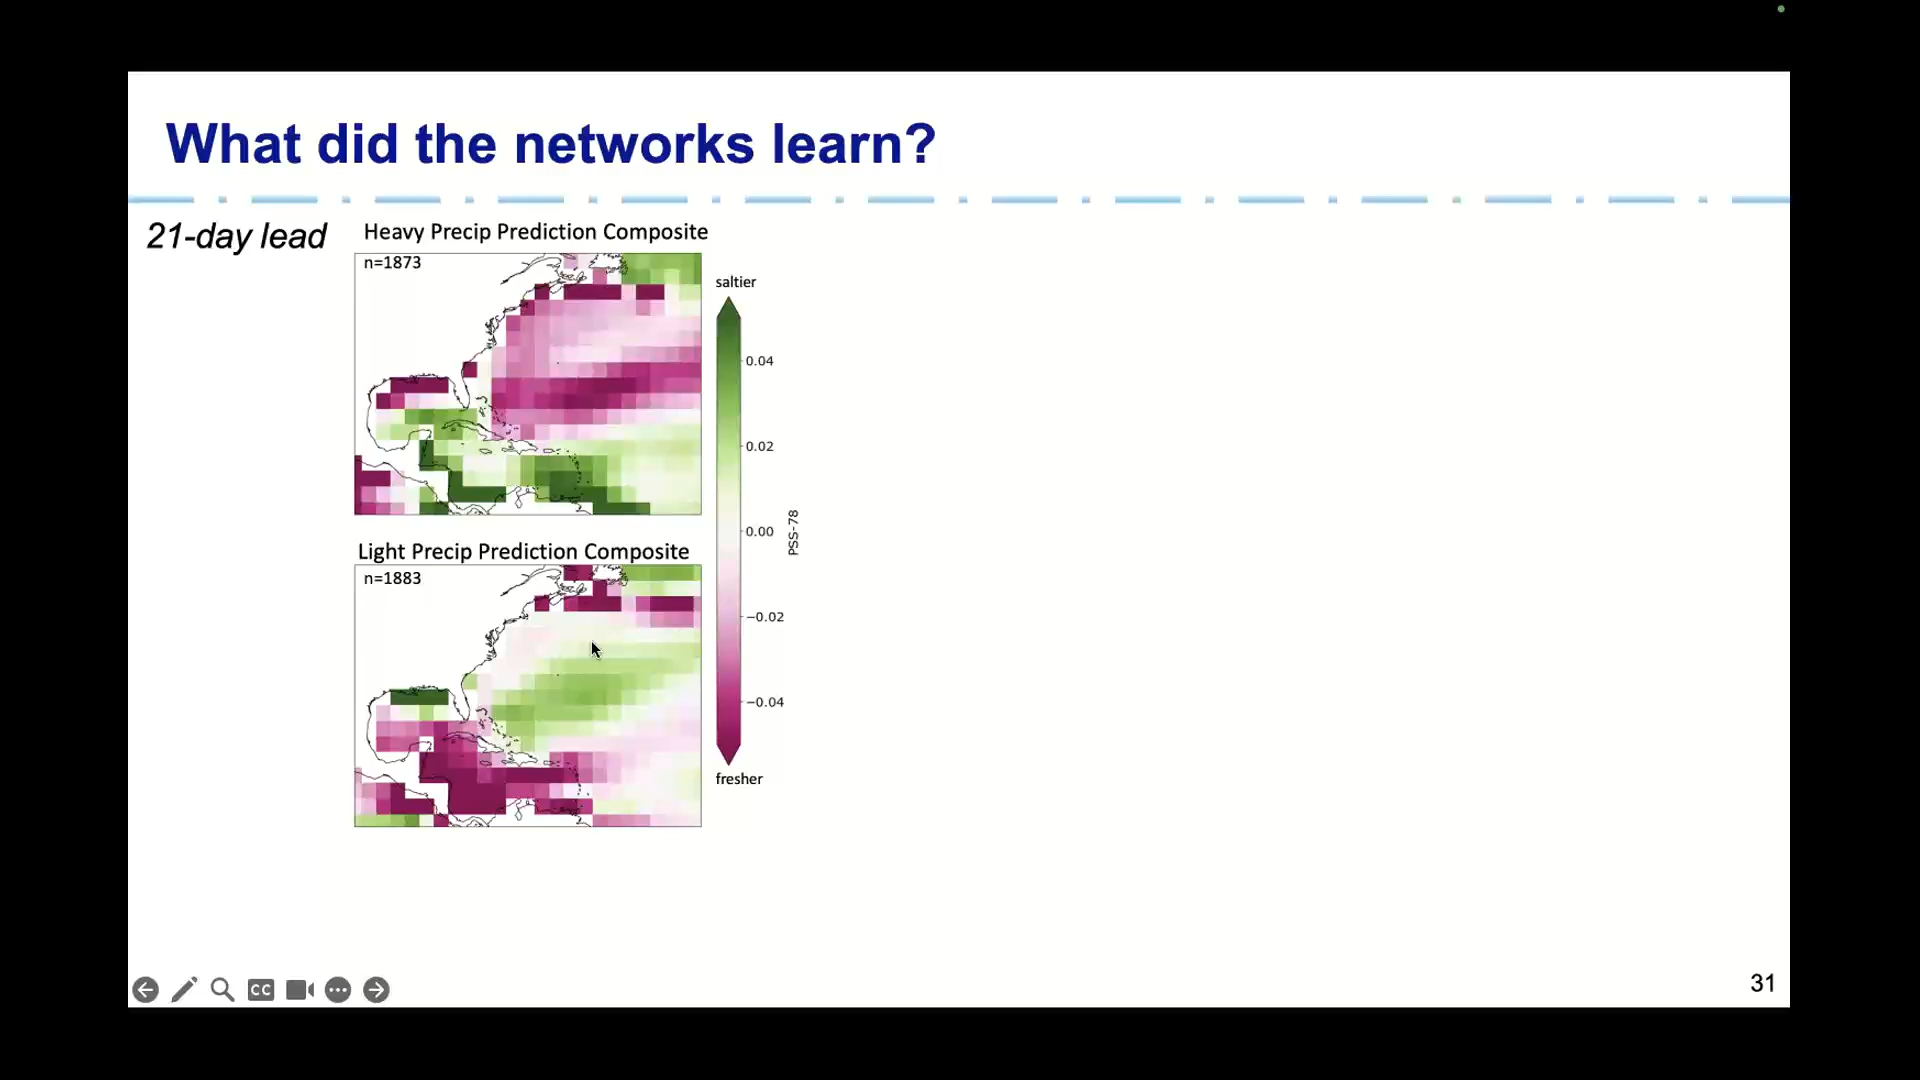 What did the networks learn?
21-day lead
Heavy Precip Prediction Composite
n=1873
saltier
0.04
0.02
0.00
−0.02
−0.04
PSS-78
fresher
Light Precip Prediction Composite
n=1883
CC
31